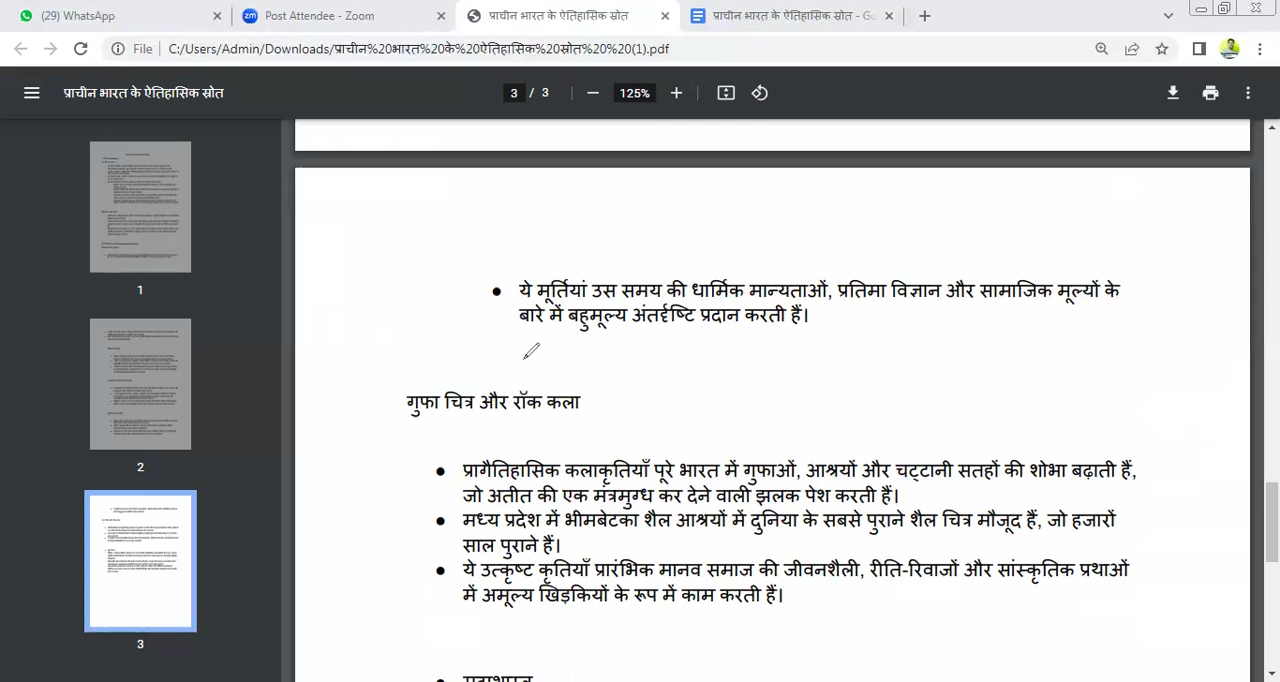 (29) WhatsApp
Post Attendee - Zoom
प्राचीन भारत के ऐतिहासिक स्रोत
प्राचीन भारत के ऐतिहासिक स्रोत - Go
File
C:/Users/Admin/Downloads/प्राचीन%20भारत%20के%20ऐतिहासिक%20स्रोत%20%20(1).pdf
प्राचीन भारत के ऐतिहासिक स्रोत
3 / 3
125%
1
2
3
• ये मूर्तियां उस समय की धार्मिक मान्यताओं, प्रतिमा विज्ञान और सामाजिक मूल्यों के
बारे में बहुमूल्य अंतर्दृष्टि प्रदान करती हैं।
गुफा चित्र और रॉक कला
• प्रागैतिहासिक कलाकृतियाँ पूरे भारत में गुफाओं, आश्रयों और चट्टानी सतहों की शोभा बढ़ाती हैं,
जो अतीत की एक मंत्रमुग्ध कर देने वाली झलक पेश करती हैं।
• मध्य प्रदेश के भीमबेटका शैल आश्रयों में दुनिया के सबसे पुराने शैल चित्र मौजूद हैं, जो हजारों
साल पुराने हैं।
• ये उत्कृष्ट कृतियाँ प्रारंभिक मानव समाज की जीवनशैली, रीति-रिवाजों और सांस्कृतिक प्रथाओं
में अमूल्य खिड़कियों के रूप में काम करती हैं।